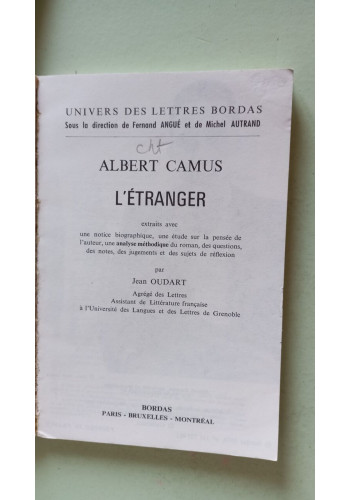 UNIVERS DES LETTRES BORDAS
Sous la direction de Fernand ANGUÉ et de Michel AUTRAND
cht
ALBERT CAMUS
L'ÉTRANGER
extraits avec
une notice biographique, une étude sur la pensée de
l'auteur, une analyse méthodique du roman, des questions,
des notes, des jugements et des sujets de réflexion
par
Jean OUDART
Agrégé des Lettres
Assistant de Littérature française
à l'Université des Langues et des Lettres de Grenoble
BORDAS
PARIS - BRUXELLES - MONTRÉAL